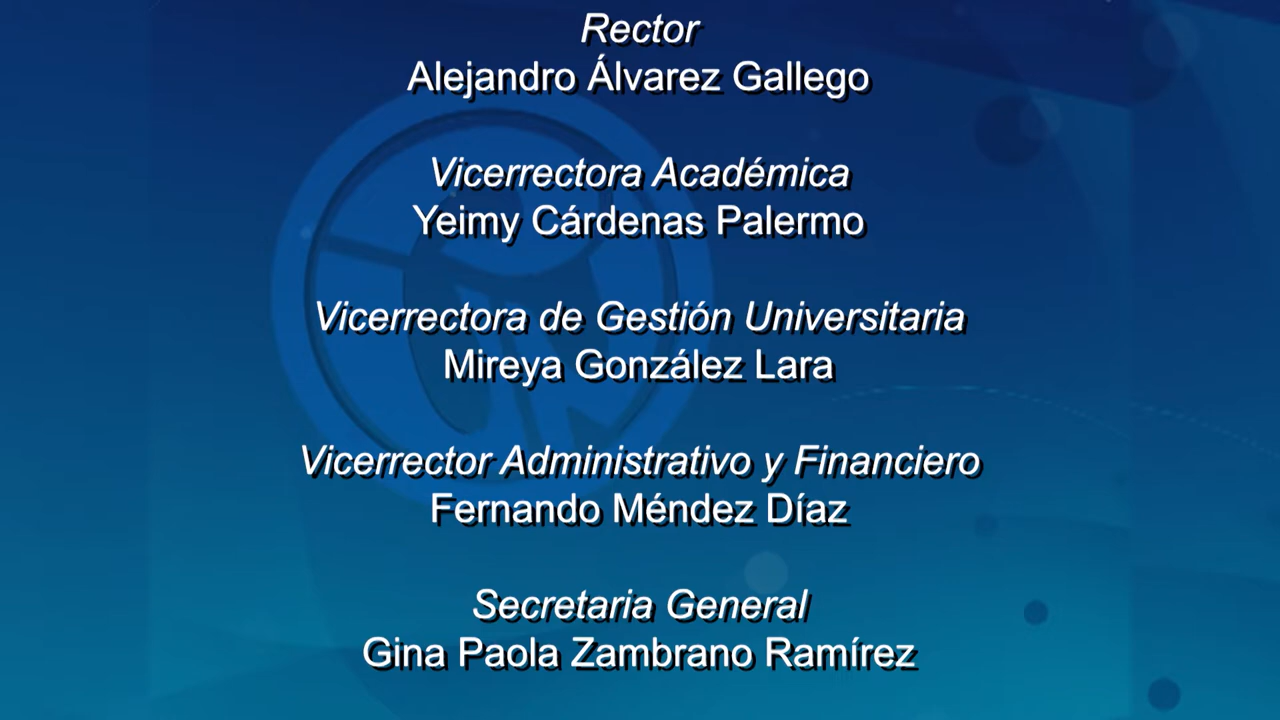 Rector
Alejandro Álvarez Gallego
Vicerrectora Académica
Yeimy Cárdenas Palermo
Vicerrectora de Gestión Universitaria
Mireya González Lara
Vicerrector Administrativo y Financiero
Fernando Méndez Díaz
Secretaria General
Gina Paola Zambrano Ramírez